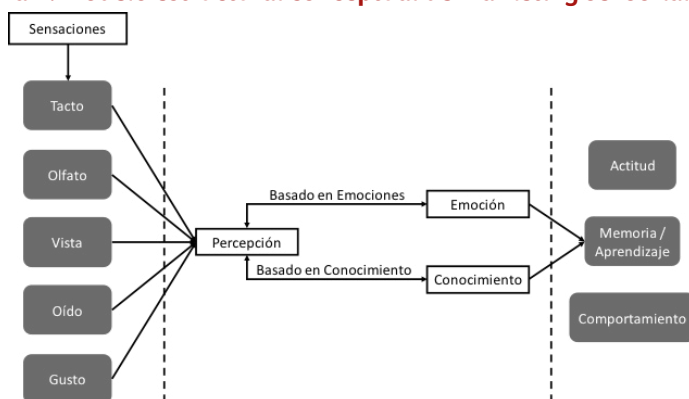 Sensaciones
Tacto
Olfato
Vista
Oído
Gusto
Percepción
Basado en Emociones
Basado en Conocimiento
Emoción
Conocimiento
Actitud
Memoria /
Aprendizaje
Comportamiento